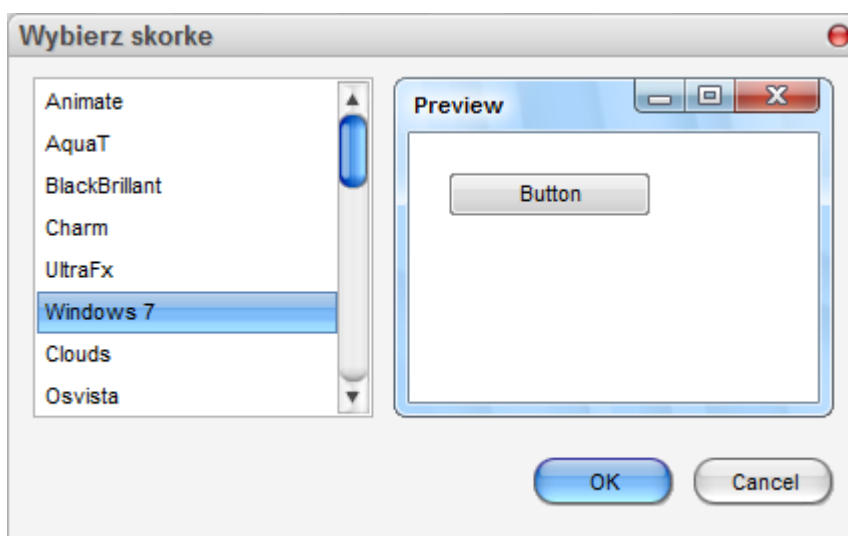 Wybierz skorke
Animate
AquaT
BlackBrillant
Charm
UltraFx
Windows 7
Clouds
Osvista
Preview
Button
OK
Cancel